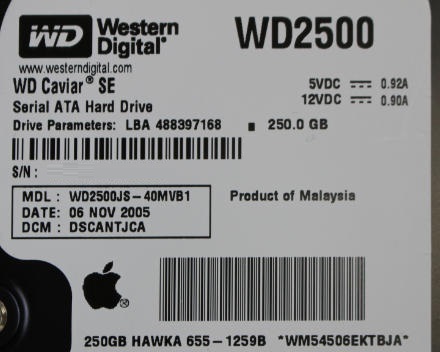 WD Western Digital®
WD2500
www.westerndigital.com
WD Caviar® SE
5VDC 0.92A
Serial ATA Hard Drive
12VDC 0.90A
Drive Parameters: LBA 488397168 ■ 250.0 GB
S/N :
MDL : WD2500JS-40MVB1
Product of Malaysia
DATE: 06 NOV 2005
DCM : DSCANTJCA
250GB HAWKA 655-1259B *WM54506EKTBJA*